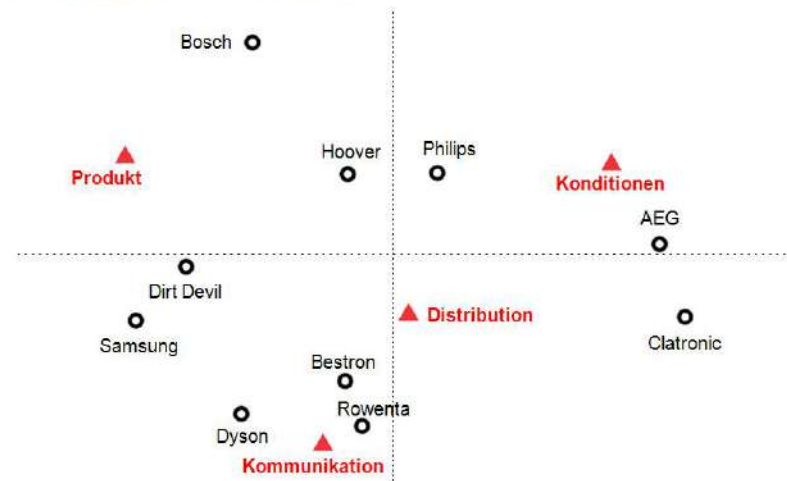 Bosch
Hoover
Philips
Produkt
Konditionen
AEG
Dirt Devil
Distribution
Samsung
Clatronic
Bestron
Rowenta
Dyson
Kommunikation